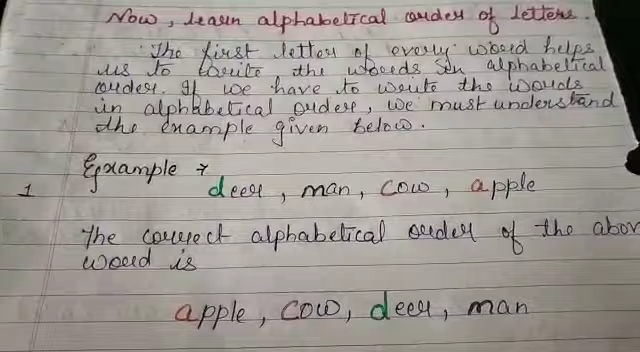 Now, learn alphabetical order of letters.
The first letter of every word helps
us to write the words in alphabetical
order. If we have to write the words
in alphabetical order, we must understand
the example given below.
Example →
1 deer, man, cow, apple
The correct alphabetical order of the abov
word is
apple, cow, deer, man